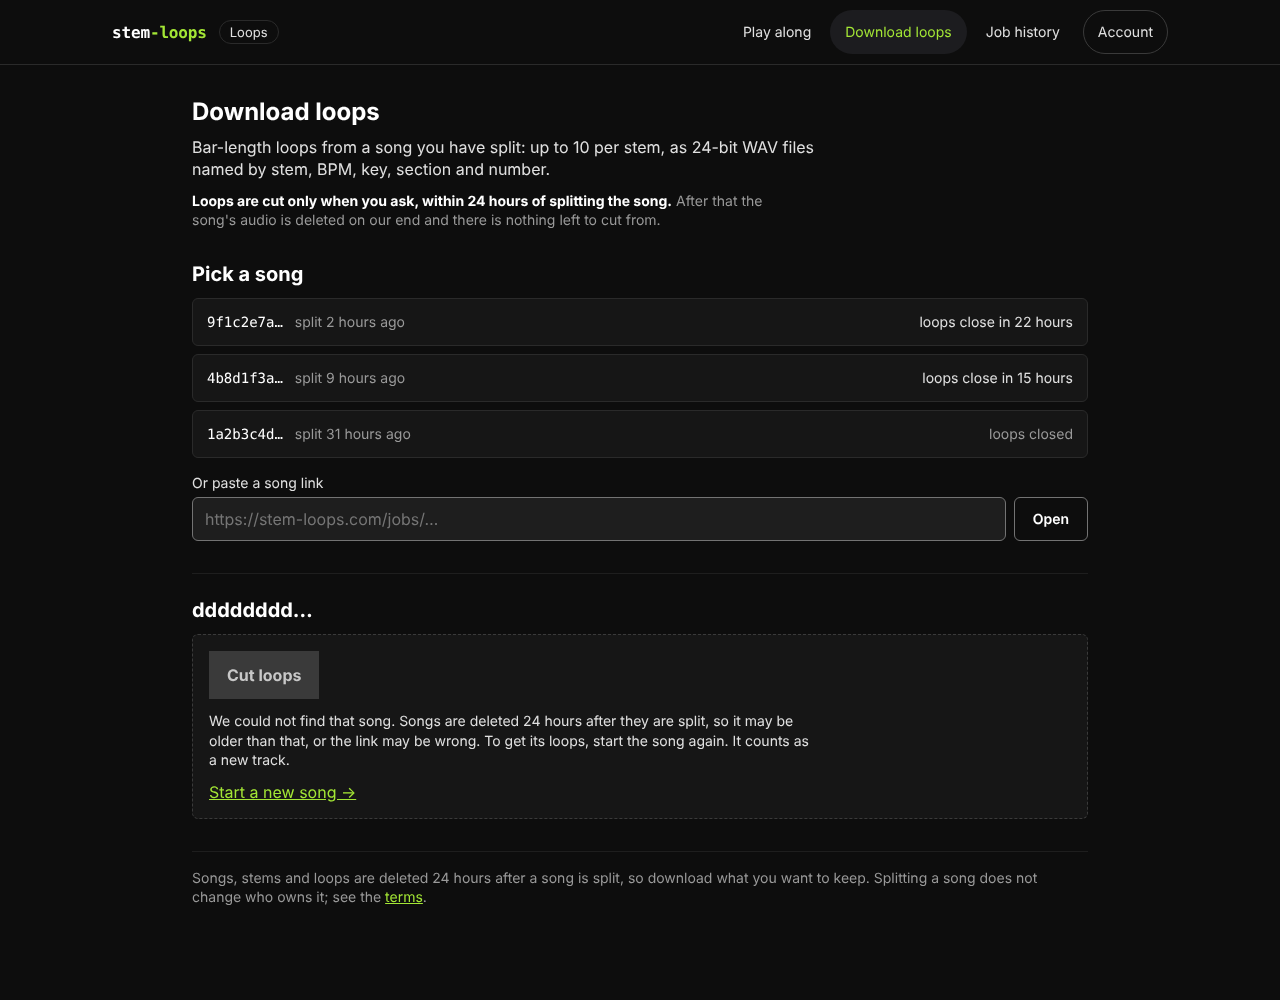 stem-loops Loops Play along Download loops Job history Account
Download loops
Bar-length loops from a song you have split: up to 10 per stem, as 24-bit WAV files
named by stem, BPM, key, section and number.
Loops are cut only when you ask, within 24 hours of splitting the song. After that the
song's audio is deleted on our end and there is nothing left to cut from.
Pick a song
9f1c2e7a… split 2 hours ago loops close in 22 hours
4b8d1f3a… split 9 hours ago loops close in 15 hours
1a2b3c4d… split 31 hours ago loops closed
Or paste a song link
https://stem-loops.com/jobs/... Open
dddddddd…
Cut loops
We could not find that song. Songs are deleted 24 hours after they are split, so it may be
older than that, or the link may be wrong. To get its loops, start the song again. It counts as
a new track.
Start a new song →
Songs, stems and loops are deleted 24 hours after a song is split, so download what you want to keep. Splitting a song does not
change who owns it; see the terms.